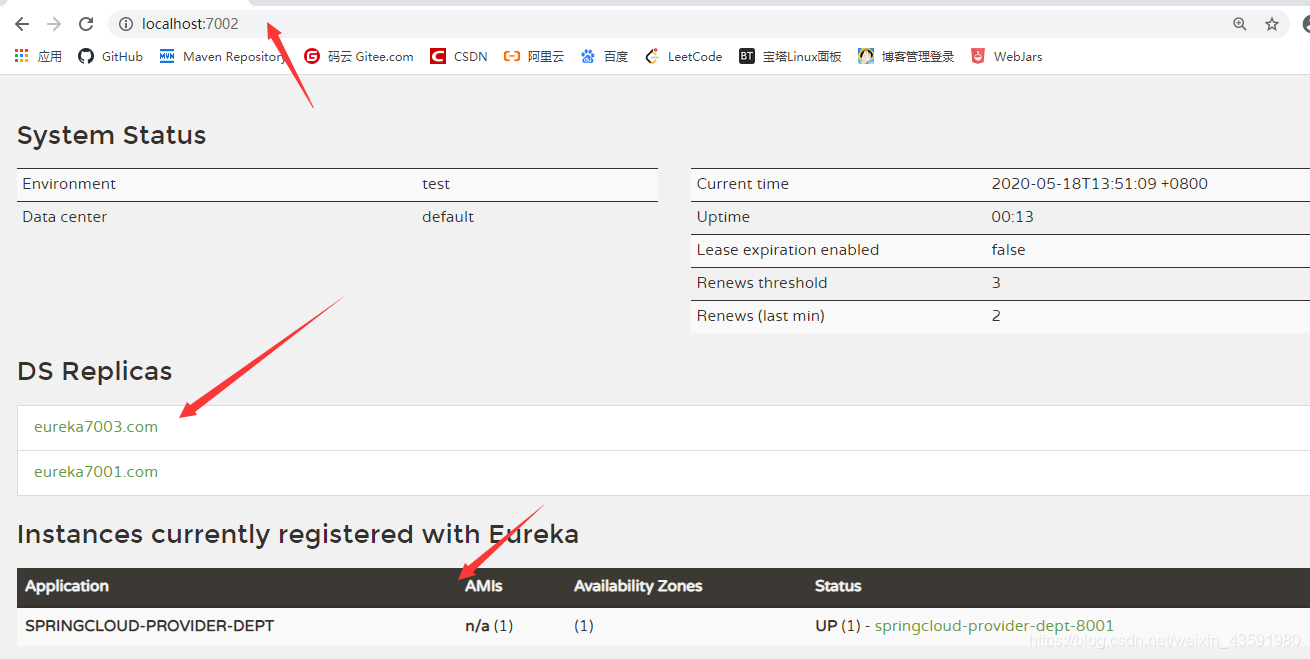 localhost:7002
应用 GitHub Maven Repository 码云 Gitee.com CSDN 阿里云 百度 LeetCode BT 宝塔Linux面板 博客管理登录 WebJars
System Status
Environment test
Data center default
Current time 2020-05-18T13:51:09 +0800
Uptime 00:13
Lease expiration enabled false
Renews threshold 3
Renews (last min) 2
DS Replicas
eureka7003.com
eureka7001.com
Instances currently registered with Eureka
Application AMIs Availability Zones Status
SPRINGCLOUD-PROVIDER-DEPT n/a (1) (1) UP (1) - springcloud-provider-dept-8001
https://blog.csdn.net/weixin_43591980